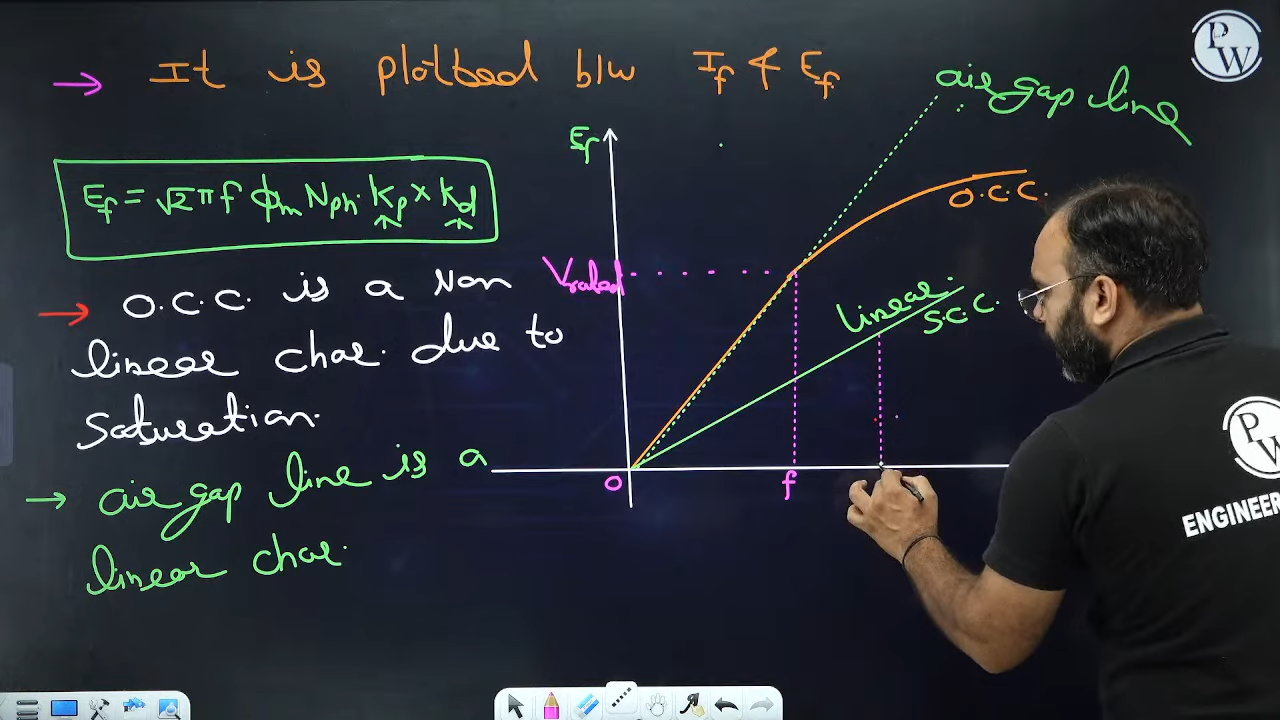 → It is plotted b/w If & Ef
Ef = √2 π f ϕm Nph. Kp × Kd
→ O.C.C. is a Non
linear char. due to
saturation.
→ air gap line is a
linear char.
Ef
Vrated
O
f
air gap line
O.C.C.
linear.
S.C.C.
PW
PW
ENGINEER